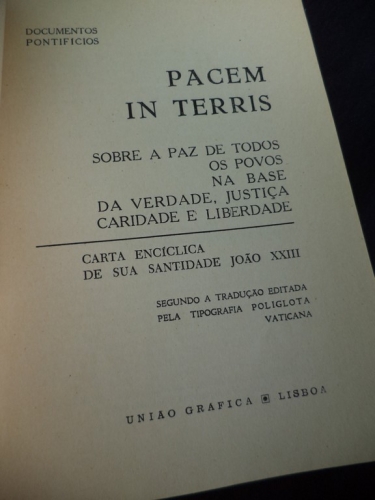 DOCUMENTOS
PONTIFICIOS
PACEM
IN TERRIS
SOBRE A PAZ DE TODOS
OS POVOS
NA BASE
DA VERDADE, JUSTIÇA
CARIDADE E LIBERDADE
CARTA ENCÍCLICA
DE SUA SANTIDADE JOÃO XXIII
SEGUNDO A TRADUÇÃO EDITADA
PELA TIPOGRAFIA POLIGLOTA
VATICANA
UNIÃO GRÁFICA ▣ LISBOA